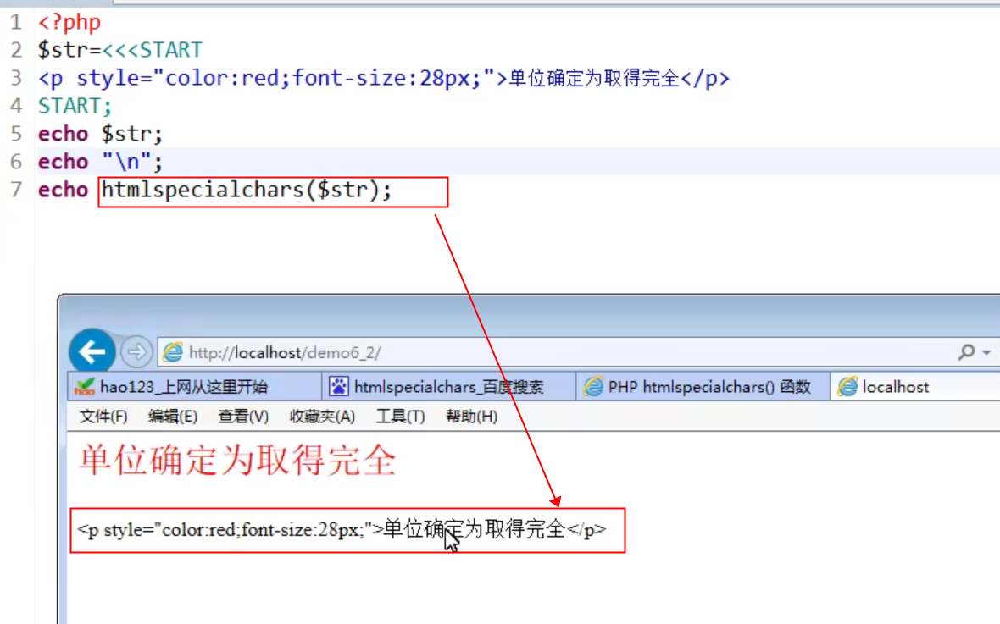 1 <?php
2 $str=<<<START
3 <p style="color:red;font-size:28px;">单位确定为取得完全</p>
4 START;
5 echo $str;
6 echo "\n";
7 echo htmlspecialchars($str);
http://localhost/demo6_2/
hao123_上网从这里开始 htmlspecialchars_百度搜索 PHP htmlspecialchars() 函数 localhost
文件(F) 编辑(E) 查看(V) 收藏夹(A) 工具(T) 帮助(H)
单位确定为取得完全
<p style="color:red;font-size:28px;">单位确定为取得完全</p>